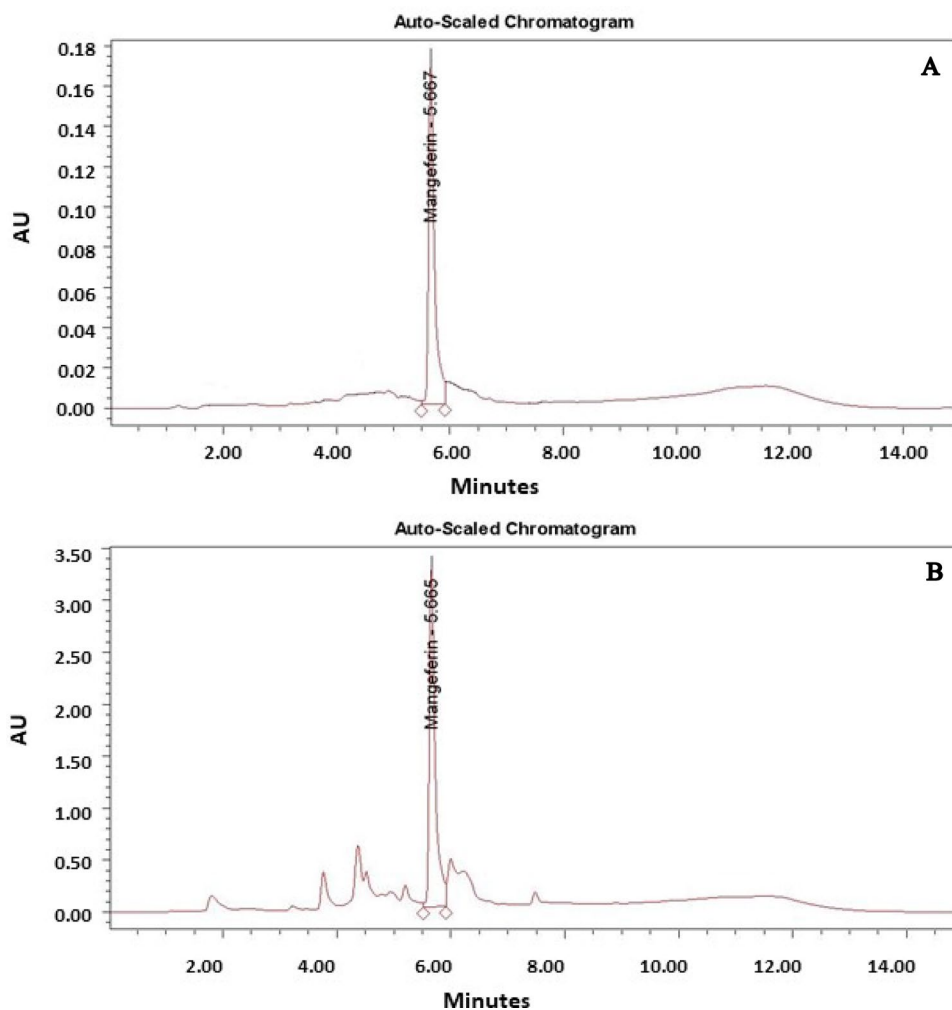 Auto-Scaled Chromatogram
A
0.18
0.16
0.14
0.12
0.10
0.08
0.06
0.04
0.02
0.00
AU
Mangeferin - 5.667
2.00 4.00 6.00 8.00 10.00 12.00 14.00
Minutes
Auto-Scaled Chromatogram
B
3.50
3.00
2.50
2.00
1.50
1.00
0.50
0.00
AU
Mangeferin - 5.665
2.00 4.00 6.00 8.00 10.00 12.00 14.00
Minutes